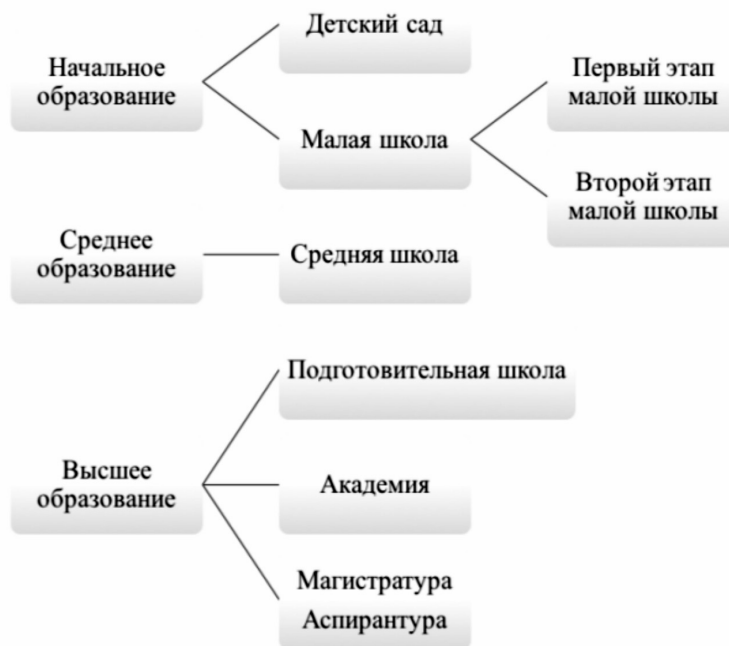 Начальное
образование
Детский сад
Малая школа
Первый этап
малой школы
Второй этап
малой школы
Среднее
образование
Средняя школа
Высшее
образование
Подготовительная школа
Академия
Магистратура
Аспирантура